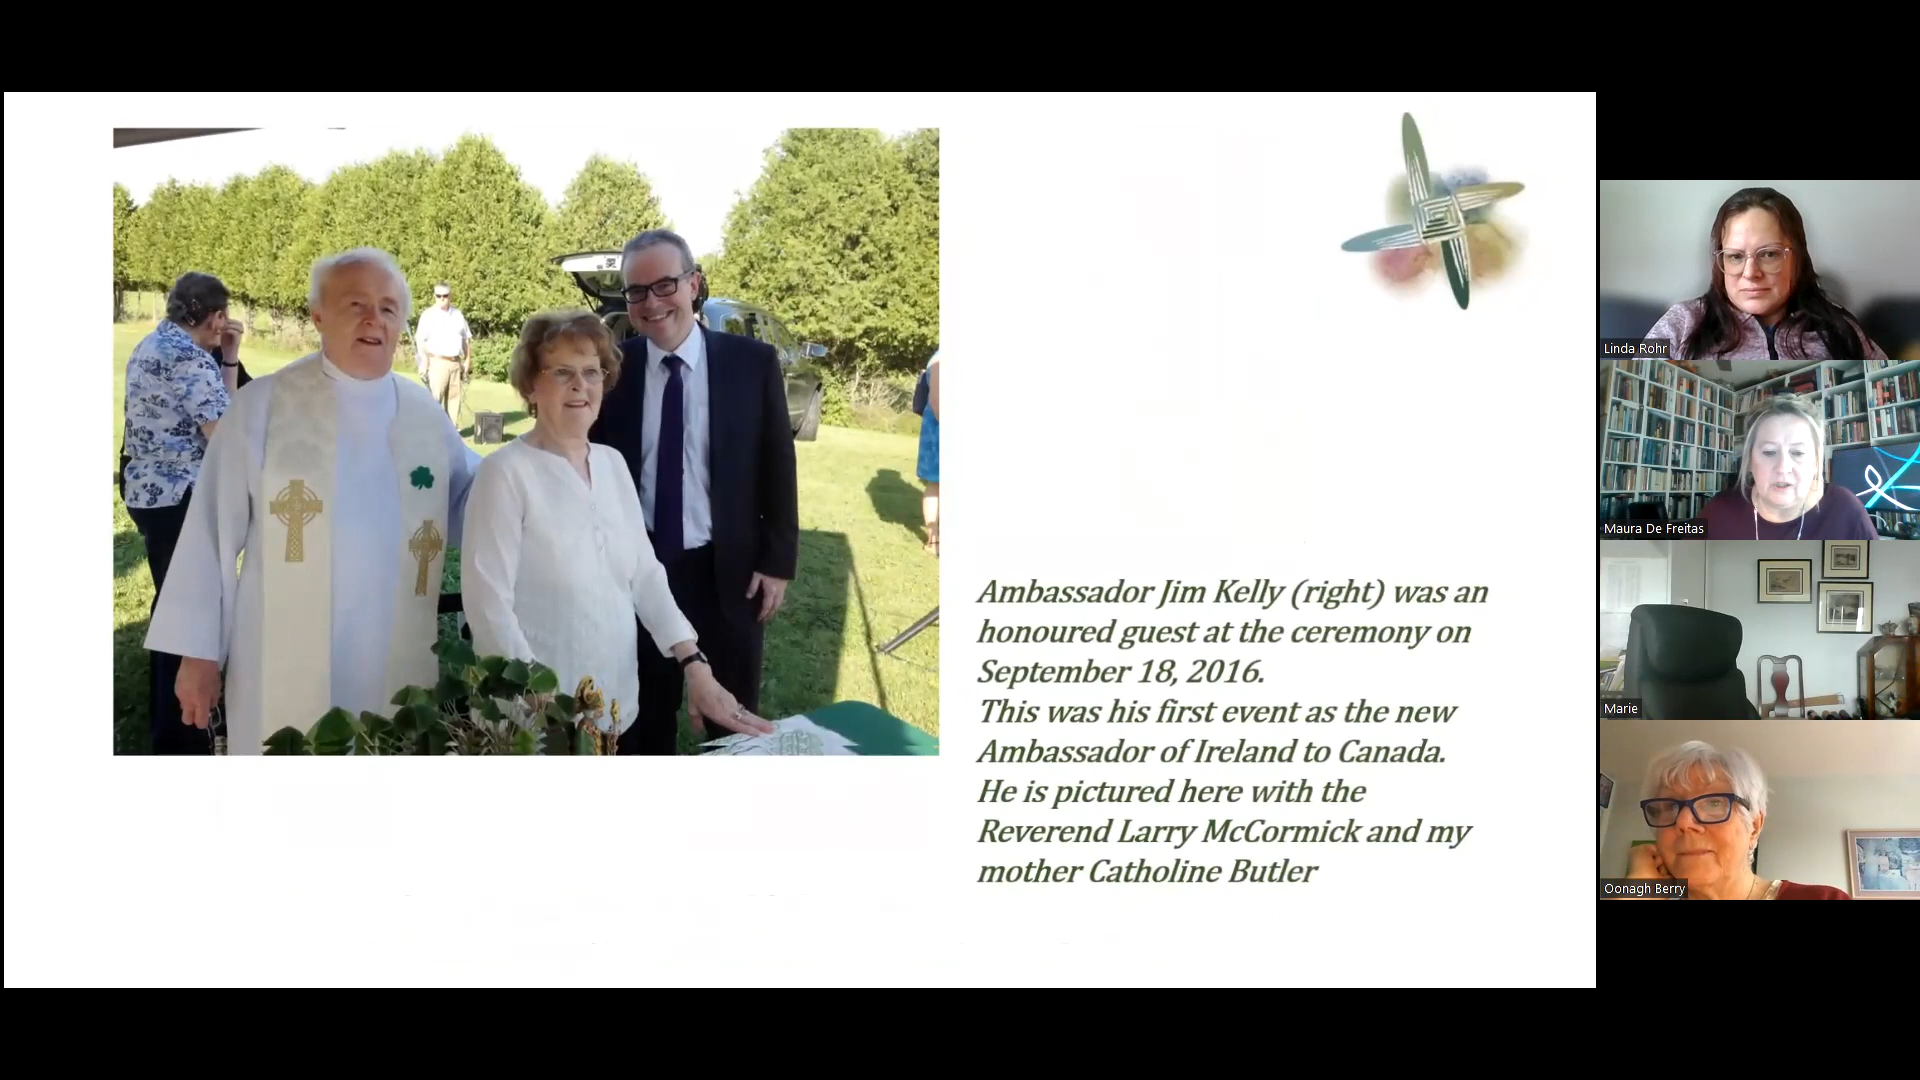 Ambassador Jim Kelly (right) was an
honoured guest at the ceremony on
September 18, 2016.
This was his first event as the new
Ambassador of Ireland to Canada.
He is pictured here with the
Reverend Larry McCormick and my
mother Catholine Butler
Linda Rohr
Maura De Freitas
Marie
Oonagh Berry